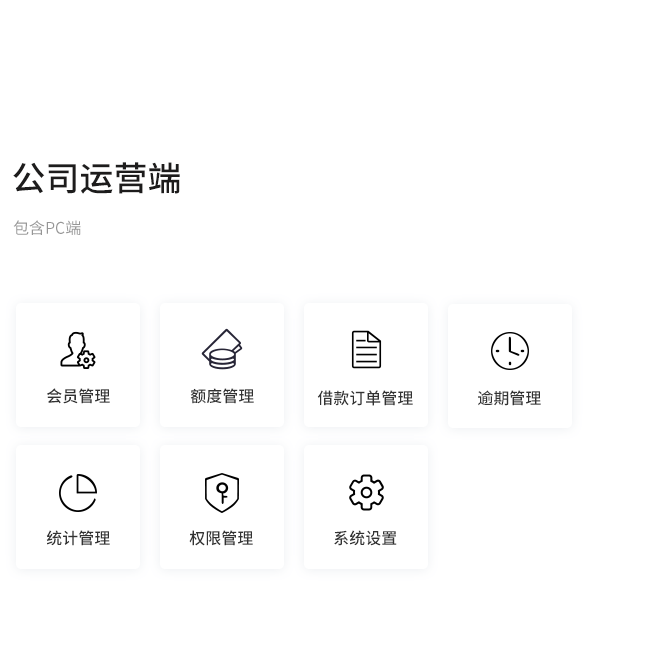 公司运营端
包含PC端
会员管理
额度管理
借款订单管理
逾期管理
统计管理
权限管理
系统设置